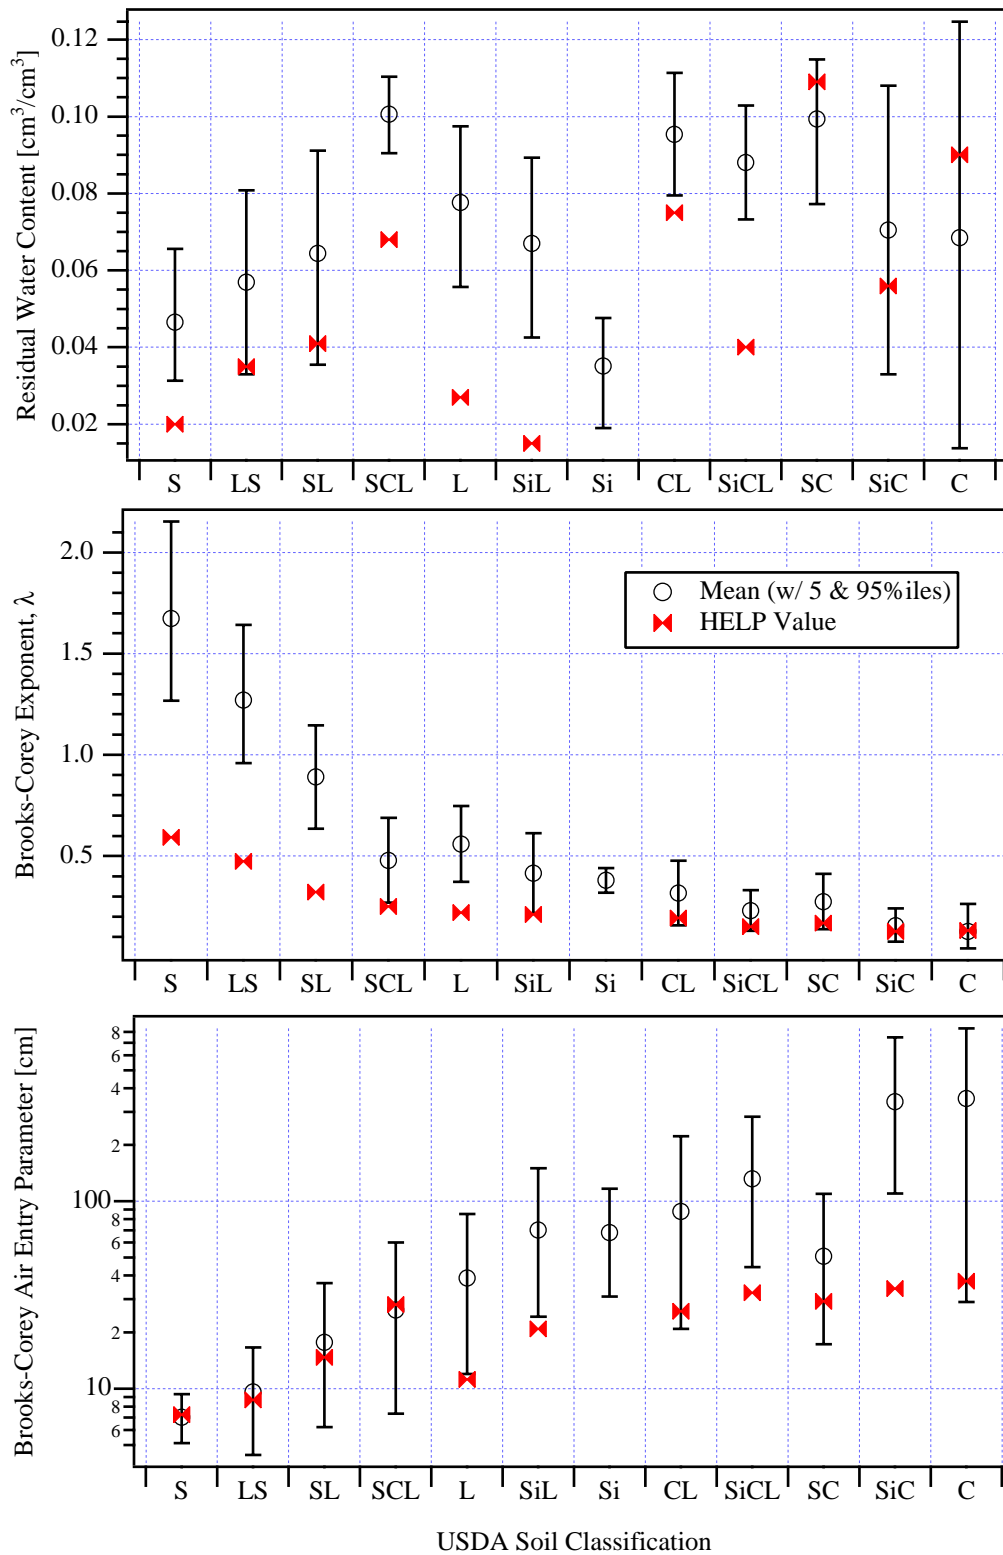 Residual Water Content [cm³/cm³]
0.12
0.10
0.08
0.06
0.04
0.02
S LS SL SCL L SiL Si CL SiCL SC SiC C
Brooks-Corey Exponent, λ
2.0
1.5
1.0
0.5
Mean (w/ 5 & 95%iles)
HELP Value
S LS SL SCL L SiL Si CL SiCL SC SiC C
Brooks-Corey Air Entry Parameter [cm]
8
6
4
2
100
8
6
4
2
10
8
6
S LS SL SCL L SiL Si CL SiCL SC SiC C
USDA Soil Classification